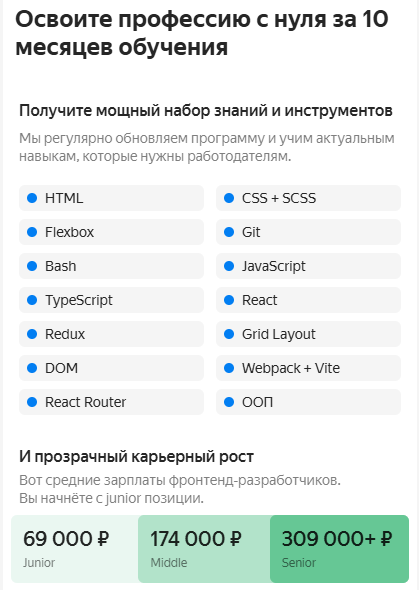 Освоите профессию с нуля за 10
месяцев обучения
Получите мощный набор знаний и инструментов
Мы регулярно обновляем программу и учим актуальным
навыкам, которые нужны работодателям.
HTML
CSS + SCSS
Flexbox
Git
Bash
JavaScript
TypeScript
React
Redux
Grid Layout
DOM
Webpack + Vite
React Router
ООП
И прозрачный карьерный рост
Вот средние зарплаты фронтенд-разработчиков.
Вы начнёте с junior позиции.
69 000 ₽
174 000 ₽
309 000+ ₽
Junior
Middle
Senior